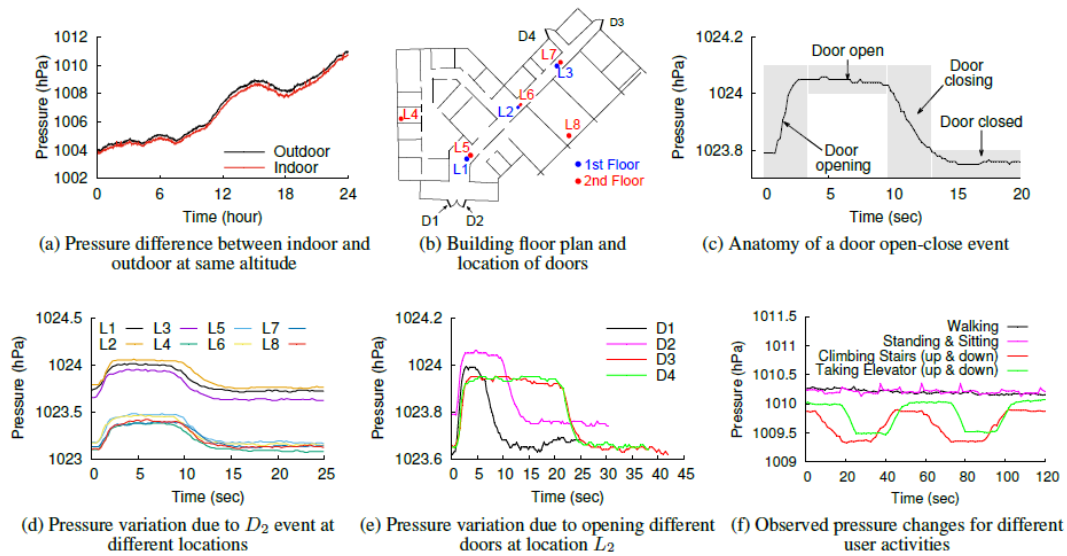 1012
1010
1008
1006
1004
1002
Pressure (hPa)
Outdoor
Indoor
0 6 12 18 24
Time (hour)
(a) Pressure difference between indoor and
outdoor at same altitude
D3
D4
L7
L3
L6
L2
L4
L8
L5
L1
1st Floor
2nd Floor
D1 D2
(b) Building floor plan and
location of doors
1024.2
1024
1023.8
Pressure (hPa)
Door open
Door
closing
Door closed
Door
opening
0 5 10 15 20
Time (sec)
(c) Anatomy of a door open-close event
1024.5
1024
1023.5
1023
Pressure (hPa)
L1 L3 L5 L7
L2 L4 L6 L8
0 5 10 15 20 25
Time (sec)
(d) Pressure variation due to D2 event at
different locations
1024.2
1024
1023.8
1023.6
Pressure (hPa)
D1
D2
D3
D4
0 5 10 15 20 25 30 35 40 45
Time (sec)
(e) Pressure variation due to opening different
doors at location L2
1011.5
1011
1010.5
1010
1009.5
1009
Pressure (hPa)
Walking
Standing & Sitting
Climbing Stairs (up & down)
Taking Elevator (up & down)
0 20 40 60 80 100 120
Time (sec)
(f) Observed pressure changes for different
user activities